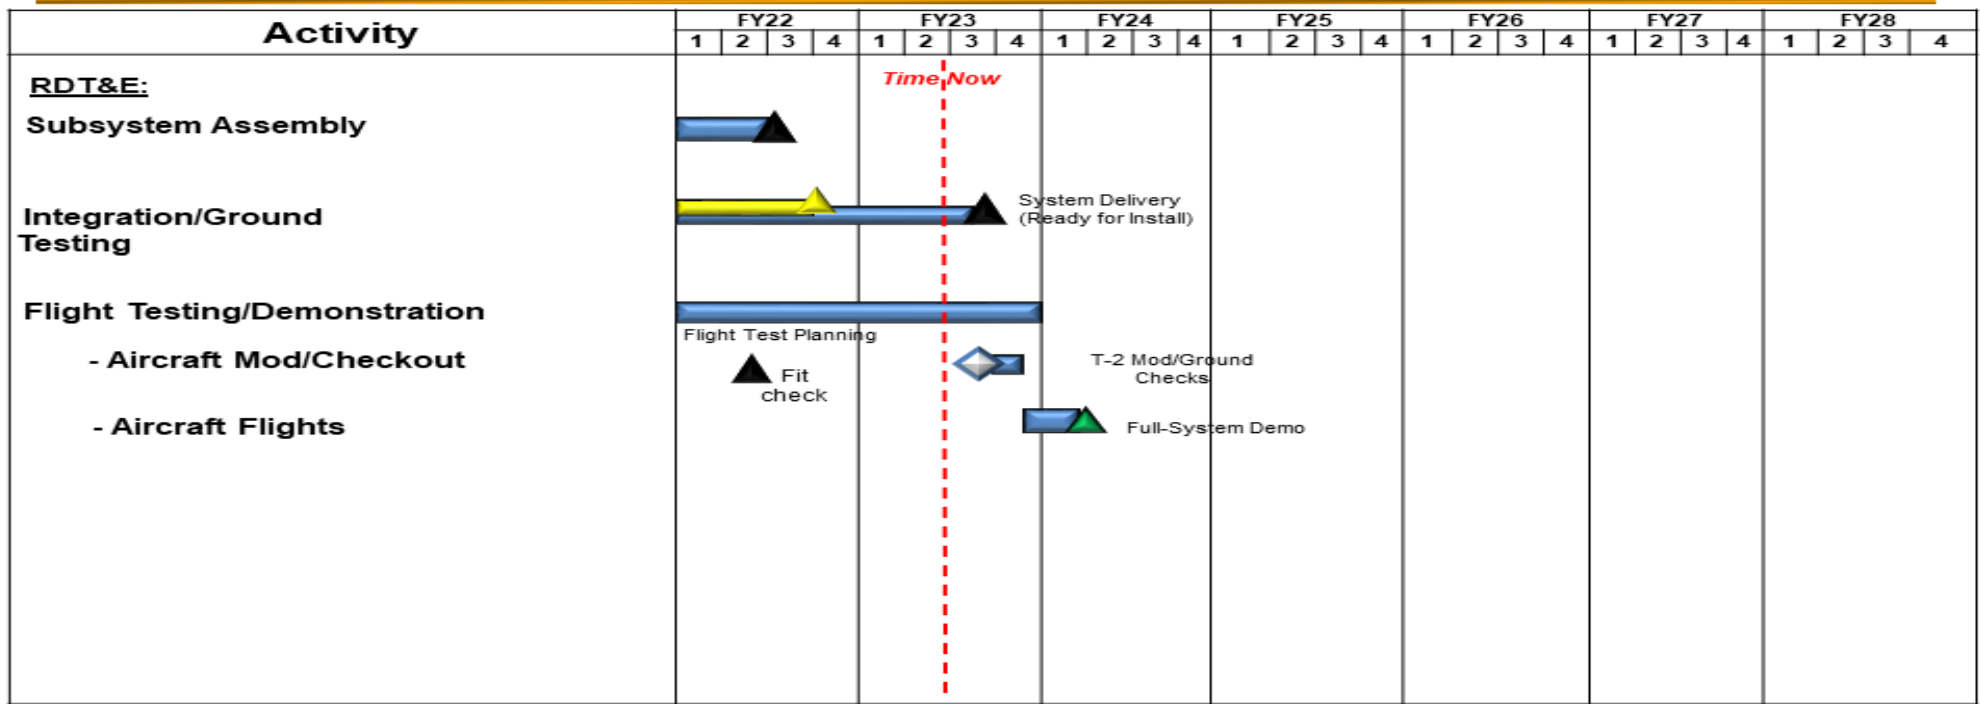 Activity
FY22 FY23 FY24 FY25 FY26 FY27 FY28
1 2 3 4 1 2 3 4 1 2 3 4 1 2 3 4 1 2 3 4 1 2 3 4 1 2 3 4
Time Now
RDT&E:
Subsystem Assembly
System Delivery
(Ready for Install)
Integration/Ground
Testing
Flight Testing/Demonstration
Flight Test Planning
- Aircraft Mod/Checkout
Fit
check
T-2 Mod/Ground
Checks
- Aircraft Flights
Full-System Demo